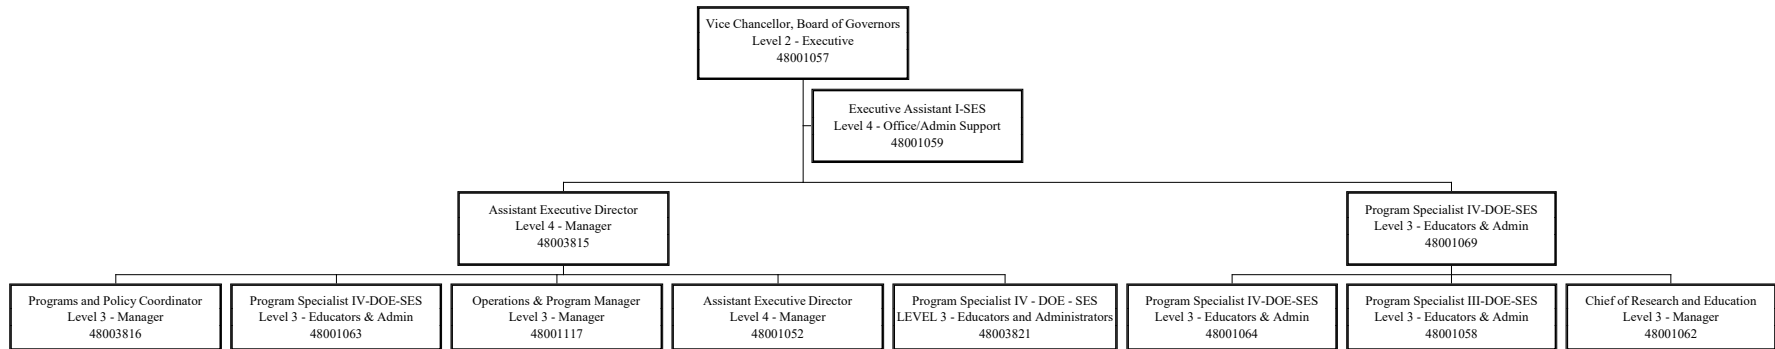 Vice Chancellor, Board of Governors
Level 2 - Executive
48001057
Executive Assistant I-SES
Level 4 - Office/Admin Support
48001059
Assistant Executive Director
Level 4 - Manager
48003815
Program Specialist IV-DOE-SES
Level 3 - Educators & Admin
48001069
Programs and Policy Coordinator
Level 3 - Manager
48003816
Program Specialist IV-DOE-SES
Level 3 - Educators & Admin
48001063
Operations & Program Manager
Level 3 - Manager
48001117
Assistant Executive Director
Level 4 - Manager
48001052
Program Specialist IV - DOE - SES
LEVEL 3 - Educators and Administrators
48003821
Program Specialist IV-DOE-SES
Level 3 - Educators & Admin
48001064
Program Specialist III-DOE-SES
Level 3 - Educators & Admin
48001058
Chief of Research and Education
Level 3 - Manager
48001062